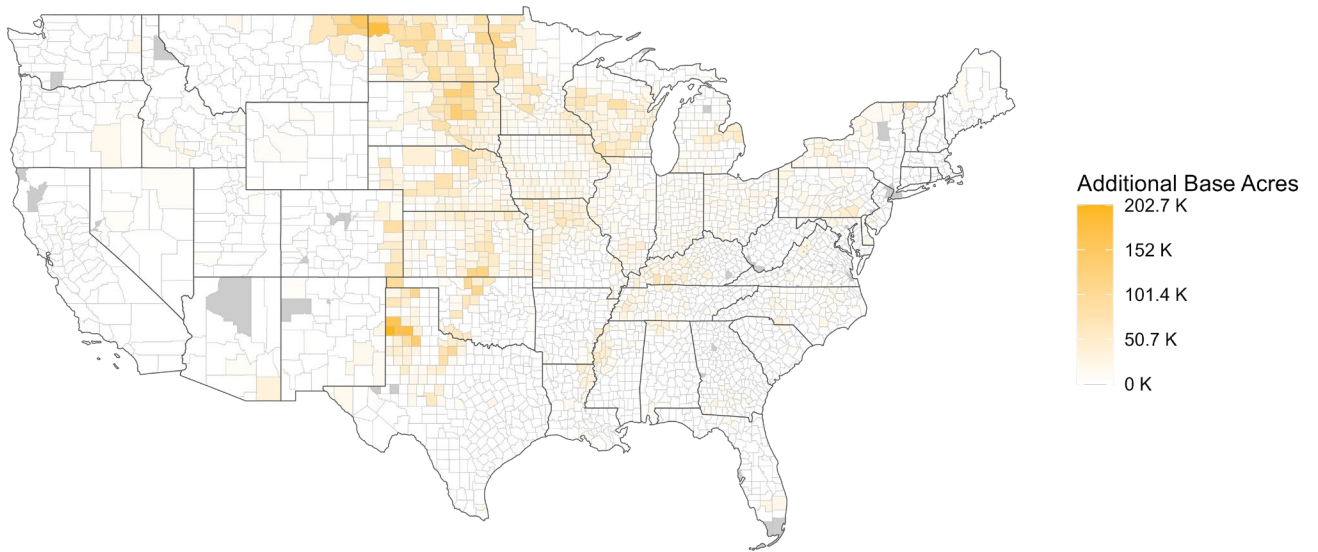 Additional Base Acres
202.7 K
152 K
101.4 K
50.7 K
0 K